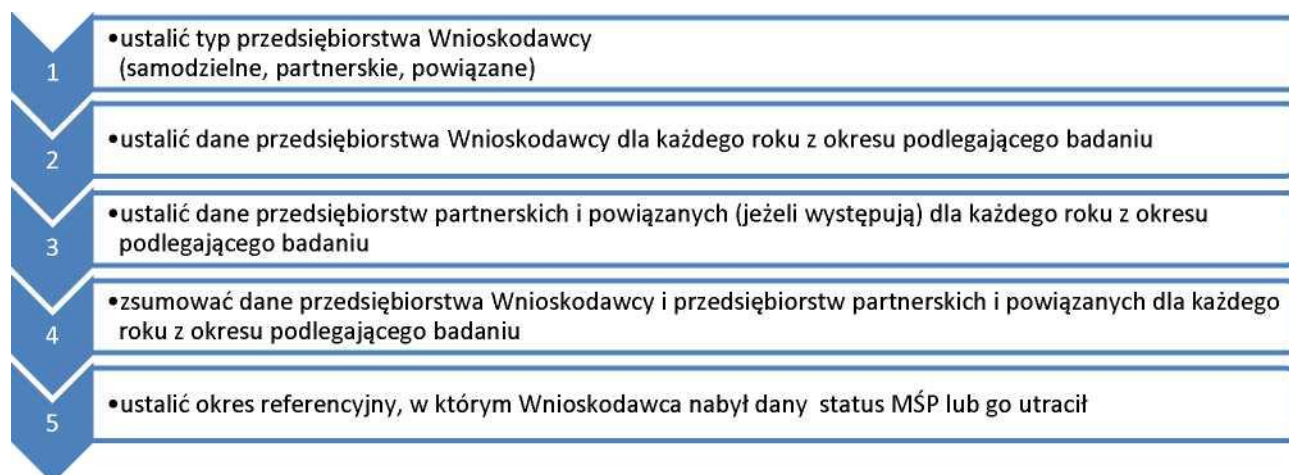 1
•ustalić typ przedsiębiorstwa Wnioskodawcy
(samodzielne, partnerskie, powiązane)
2
•ustalić dane przedsiębiorstwa Wnioskodawcy dla każdego roku z okresu podlegającego badaniu
3
•ustalić dane przedsiębiorstw partnerskich i powiązanych (jeżeli występują) dla każdego roku z okresu
podlegającego badaniu
4
•zsumować dane przedsiębiorstwa Wnioskodawcy i przedsiębiorstw partnerskich i powiązanych dla każdego
roku z okresu podlegającego badaniu
5
•ustalić okres referencyjny, w którym Wnioskodawca nabył dany status MŚP lub go utracił